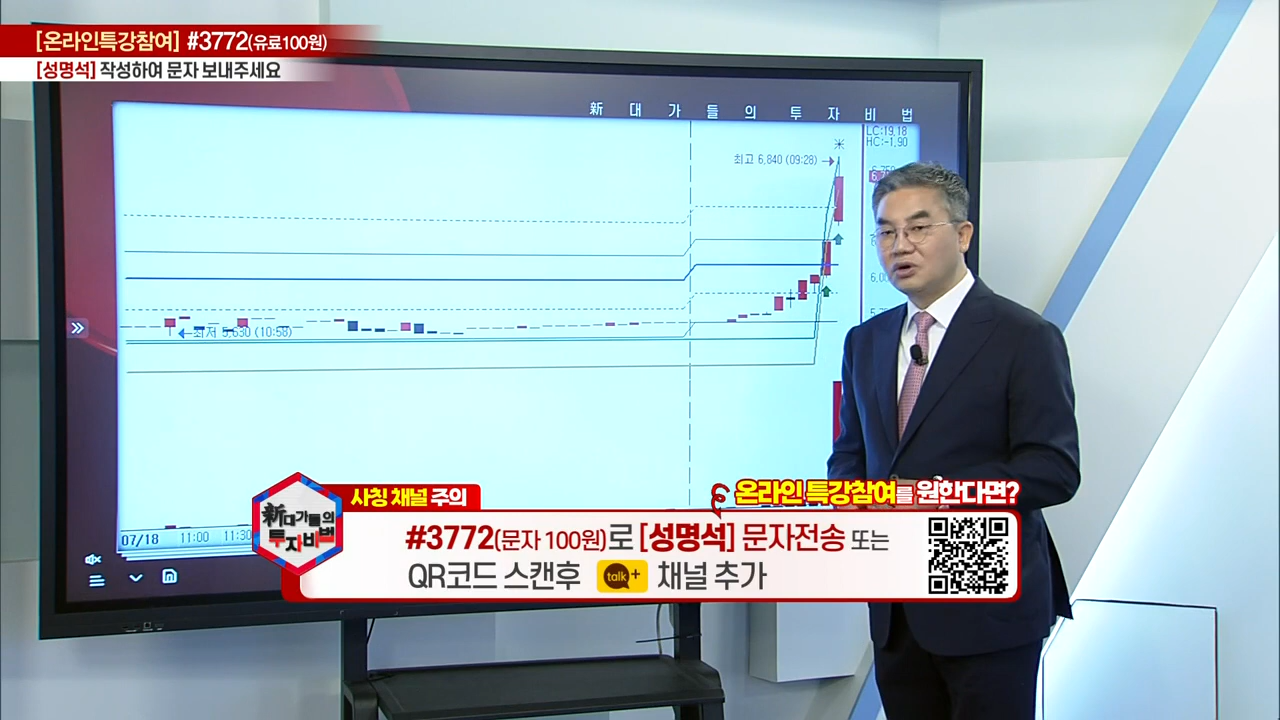 [온라인특강참여] #3772(유료100원)
[성명석] 작성하여 문자 보내주세요
新 대 가 들 의 투 자 비 법
LC:19.18
HC:-1.90
최고 6,840 (09:28)
최저 5,630 (10:58)
07/18 11:00 11:30
新대가들의
투자비법
사칭 채널 주의
온라인 특강참여를 원한다면?
#3772(문자 100원)로 [성명석] 문자전송 또는
QR코드 스캔후 talk+ 채널 추가